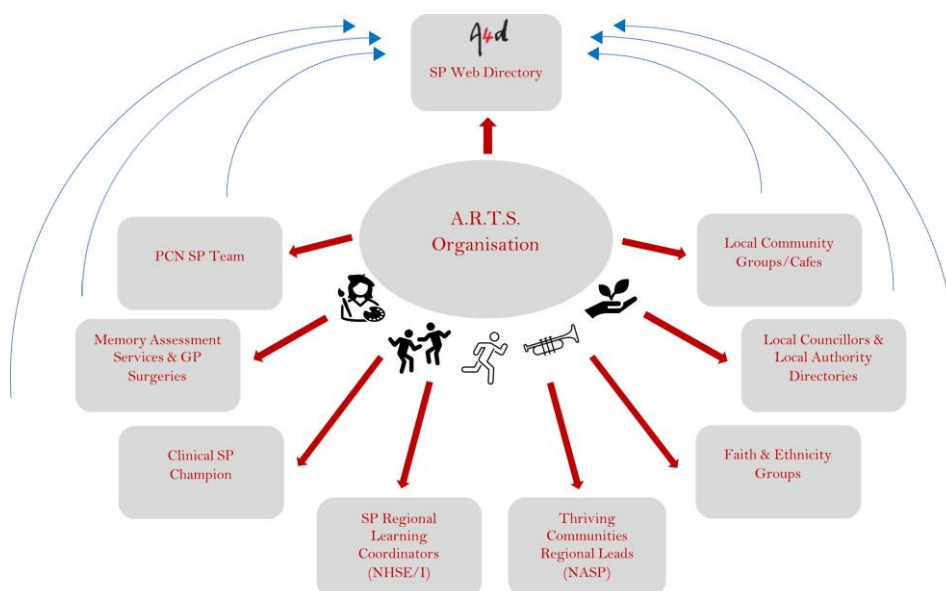 A4d
SP Web Directory
A.R.T.S.
Organisation
PCN SP Team
Local Community
Groups/Cafes
Memory Assessment
Services & GP
Surgeries
Local Councillors &
Local Authority
Directories
Clinical SP
Champion
Faith & Ethnicity
Groups
SP Regional
Learning
Coordinators
(NHSE/I)
Thriving
Communities
Regional Leads
(NASP)